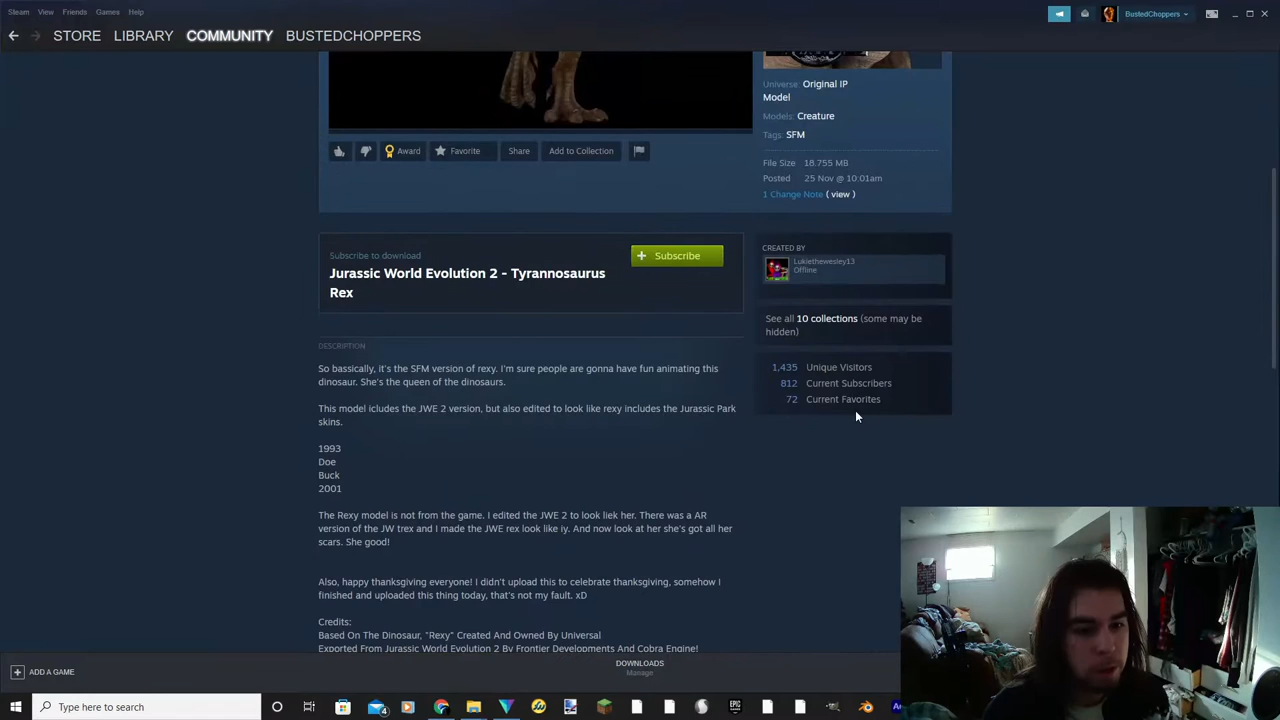 Steam View Friends Games Help
BustedChoppers
STORE LIBRARY COMMUNITY BUSTEDCHOPPERS
Universe: Original IP
Model
Models: Creature
Tags: SFM
Award Favorite Share Add to Collection
File Size 18.755 MB
Posted 25 Nov @ 10:01am
1 Change Note ( view )
Subscribe to download
Jurassic World Evolution 2 - Tyrannosaurus
Rex
Subscribe
CREATED BY
Lukiethewesley13
Offline
See all 10 collections (some may be
hidden)
1,435 Unique Visitors
812 Current Subscribers
72 Current Favorites
DESCRIPTION
So bassically, it's the SFM version of rexy. I'm sure people are gonna have fun animating this
dinosaur. She's the queen of the dinosaurs.
This model icludes the JWE 2 version, but also edited to look like rexy includes the Jurassic Park
skins.
1993
Doe
Buck
2001
The Rexy model is not from the game. I edited the JWE 2 to look liek her. There was a AR
version of the JW trex and I made the JWE rex look like iy. And now look at her she's got all her
scars. She good!
Also, happy thanksgiving everyone! I didn't upload this to celebrate thanksgiving, somehow I
finished and uploaded this thing today, that's not my fault. xD
Credits:
Based On The Dinosaur, "Rexy" Created And Owned By Universal
Exported From Jurassic World Evolution 2 By Frontier Developments And Cobra Engine!
ADD A GAME
DOWNLOADS
Manage
Type here to search
4
EPIC